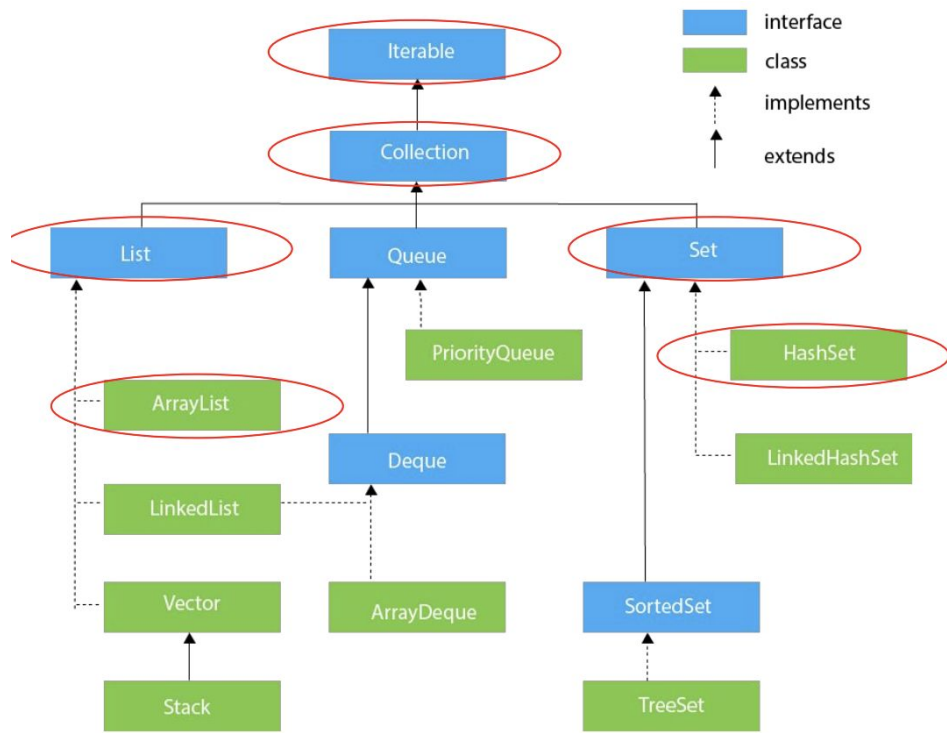 Iterable
interface
class
implements
extends
Collection
List
Queue
Set
PriorityQueue
HashSet
ArrayList
Deque
LinkedHashSet
LinkedList
Vector
ArrayDeque
SortedSet
Stack
TreeSet